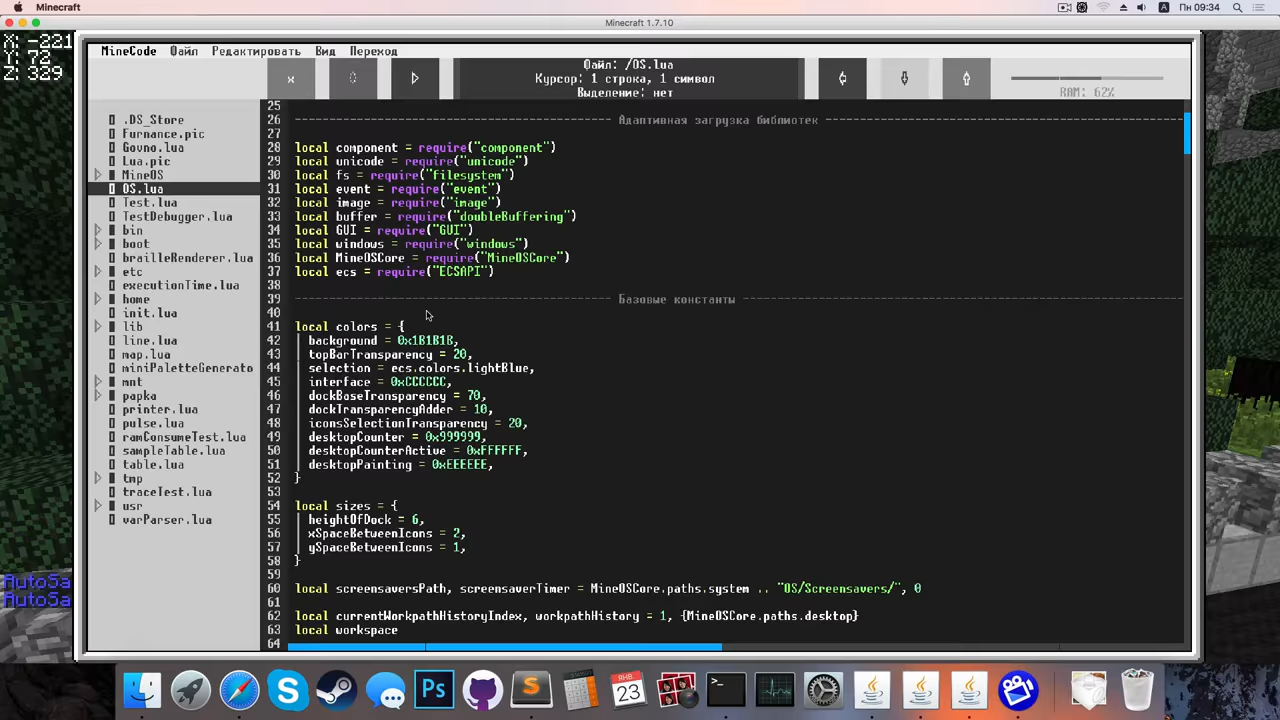 Minecraft
Пн 09:34
Minecraft 1.7.10
X: -221
Y: 72
Z: 329
MineCode Файл Редактировать Вид Переход
Файл: /OS.lua
Курсор: 1 строка, 1 символ
Выделение: нет
RAM: 62%
.DS_Store
Furnance.pic
Govno.lua
Lua.pic
MineOS
OS.lua
Test.lua
TestDebugger.lua
bin
boot
brailleRenderer.lua
etc
executionTime.lua
home
init.lua
lib
line.lua
map.lua
miniPaletteGenerato
mnt
papka
printer.lua
pulse.lua
ramConsumeTest.lua
sampleTable.lua
table.lua
tmp
traceTest.lua
usr
varParser.lua
25
26 Адаптивная загрузка библиотек
27
28 local component = require("component")
29 local unicode = require("unicode")
30 local fs = require("filesystem")
31 local event = require("event")
32 local image = require("image")
33 local buffer = require("doubleBuffering")
34 local GUI = require("GUI")
35 local windows = require("windows")
36 local MineOSCore = require("MineOSCore")
37 local ecs = require("ECSAPI")
38
39 Базовые константы
40
41 local colors = {
42 background = 0x1B1B1B,
43 topBarTransparency = 20,
44 selection = ecs.colors.lightBlue,
45 interface = 0xCCCCCC,
46 dockBaseTransparency = 70,
47 dockTransparencyAdder = 10,
48 iconsSelectionTransparency = 20,
49 desktopCounter = 0x999999,
50 desktopCounterActive = 0xFFFFFF,
51 desktopPainting = 0xEEEEEE,
52 }
53
54 local sizes = {
55 heightOfDock = 6,
56 xSpaceBetweenIcons = 2,
57 ySpaceBetweenIcons = 1,
58 }
59
60 local screensaversPath, screensaverTimer = MineOSCore.paths.system .. "OS/Screensavers/", 0
61
62 local currentWorkpathHistoryIndex, workpathHistory = 1, {MineOSCore.paths.desktop}
63 local workspace
64
AutoSa
AutoSa
Ps
ЯНВ
23